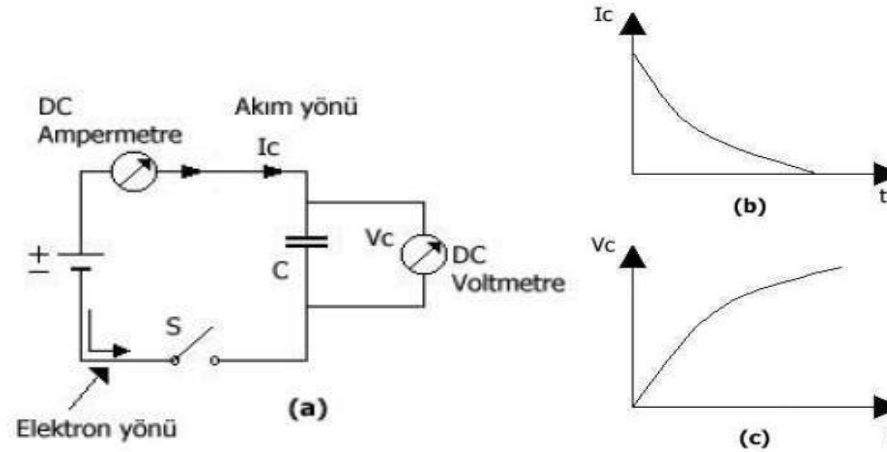 DC
Ampermetre
Akım yönü
Ic
+
−
C
Vc
DC
Voltmetre
S
(a)
Elektron yönü
Ic
t
(b)
Vc
(c)